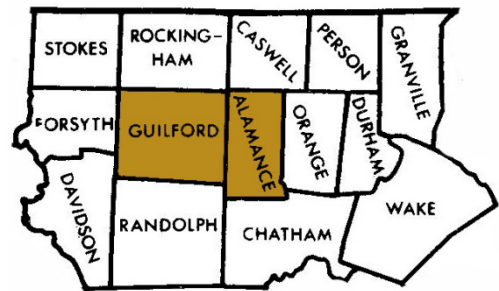 STOKES
ROCKING-
HAM
CASWELL
PERSON
GRANVILLE
FORSYTH
GUILFORD
ALAMANCE
ORANGE
DURHAM
DAVIDSON
RANDOLPH
CHATHAM
WAKE